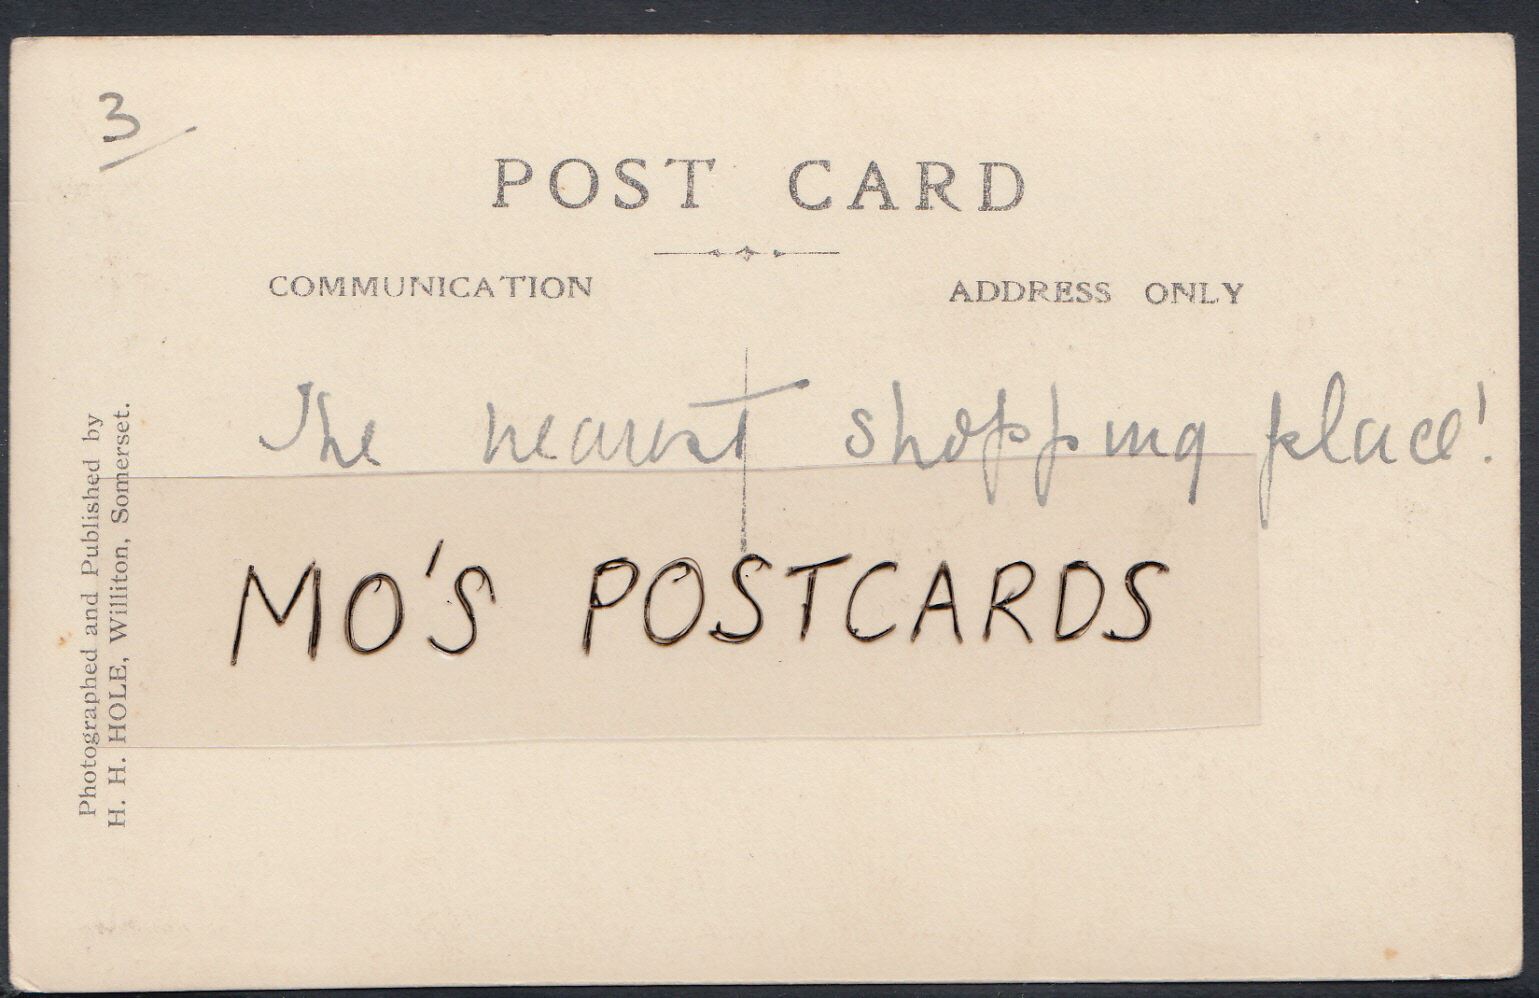 3
POST CARD
COMMUNICATION
ADDRESS ONLY
The nearest shopping place!
MO'S POSTCARDS
Photographed and Published by
H. H. HOLE, Williton, Somerset.